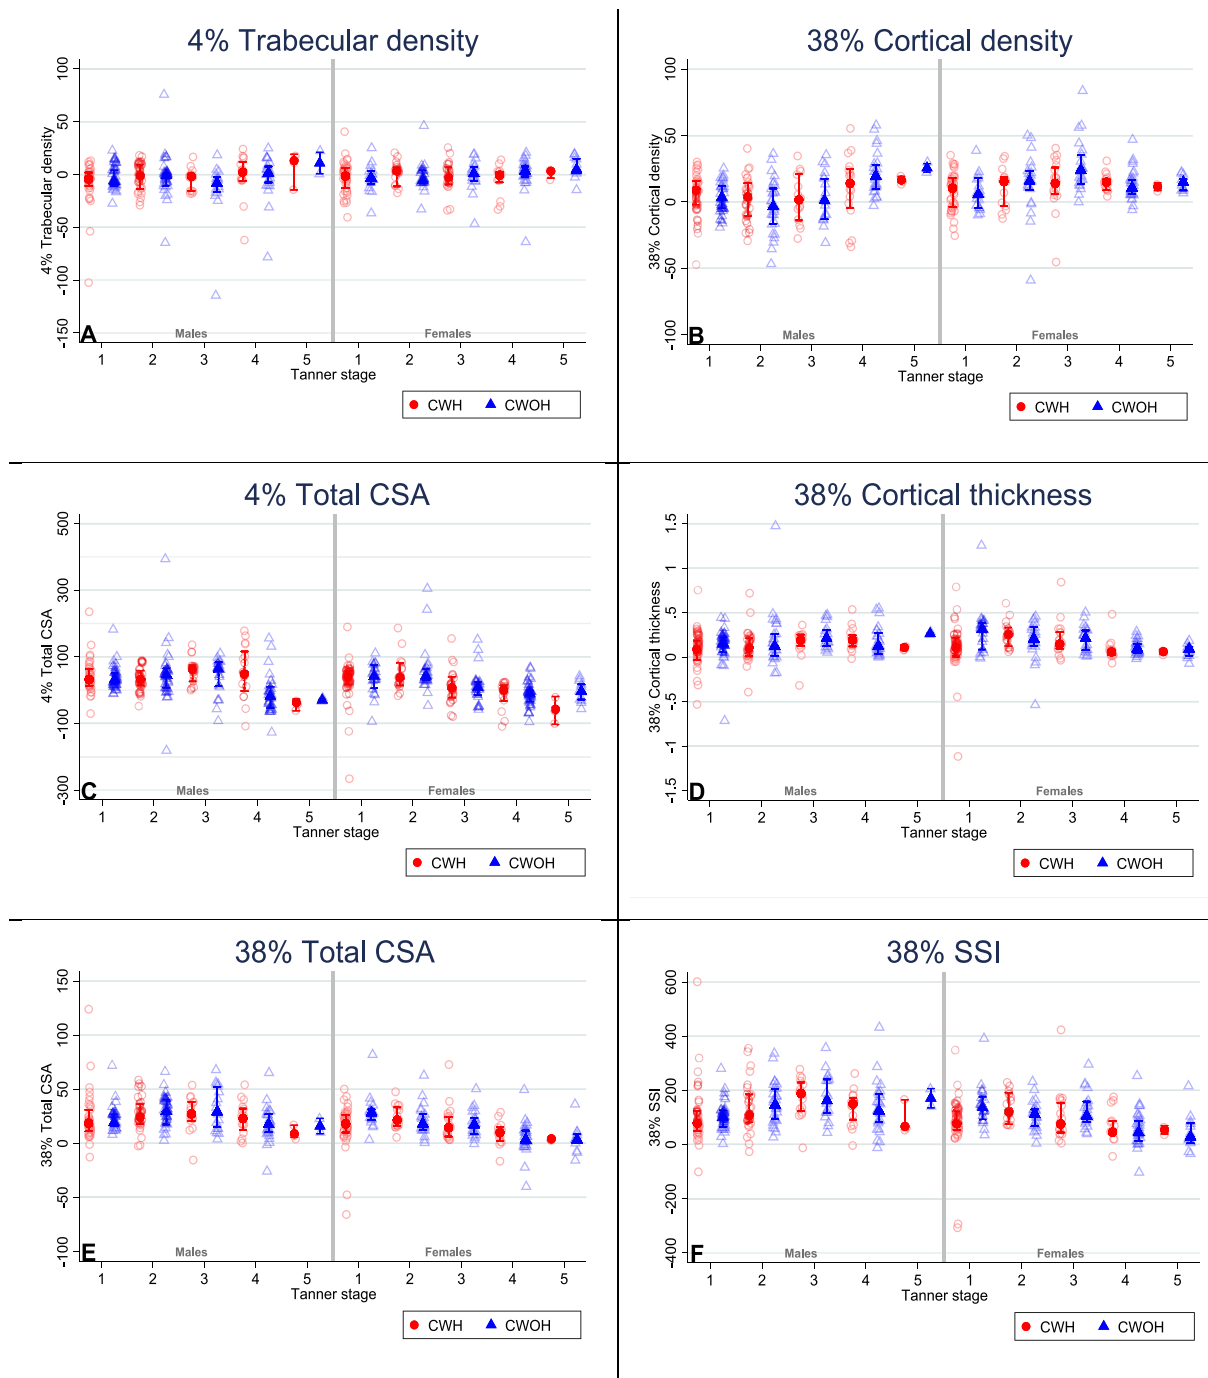 4% Trabecular density
4% Trabecular density
100
50
0
-50
-100
-150
A
Males
Females
1 2 3 4 5 1 2 3 4 5
Tanner stage
CWH CWOH
38% Cortical density
38% Cortical density
100
50
0
-50
-100
B
Males
Females
1 2 3 4 5 1 2 3 4 5
Tanner stage
CWH CWOH
4% Total CSA
4% Total CSA
500
300
100
-100
-300
C
Males
Females
1 2 3 4 5 1 2 3 4 5
Tanner stage
CWH CWOH
38% Cortical thickness
38% Cortical thickness
1.5
1
.5
0
-.5
-1
-1.5
D
Males
Females
1 2 3 4 5 1 2 3 4 5
Tanner stage
CWH CWOH
38% Total CSA
38% Total CSA
150
100
50
0
-50
-100
E
Males
Females
1 2 3 4 5 1 2 3 4 5
Tanner stage
CWH CWOH
38% SSI
38% SSI
600
400
200
0
-200
-400
F
Males
Females
1 2 3 4 5 1 2 3 4 5
Tanner stage
CWH CWOH